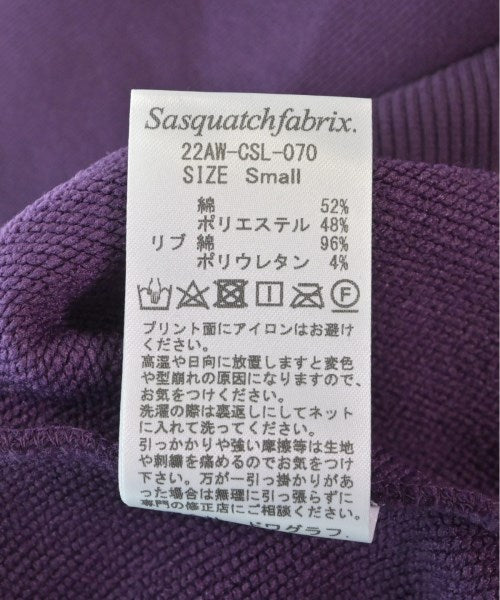 Sasquatchfabrix.
22AW-CSL-070
SIZE Small
綿 52%
ポリエステル 48%
リブ 綿 96%
ポリウレタン 4%
F
プリント面にアイロンはお避け
ください。
高温や日向に放置しますと変色
や型崩れの原因になりますので、
お気をつけください。
洗濯の際は裏返しにしてネット
に入れて洗ってください。
引っかかりや強い摩擦等は生地
や刺繍を痛めるのでお気をつけ
下さい。万が一引っ掛かりがあ
った場合は無理に引っ張らずに
専門の修正店にご相談ください。
ドログラフ.